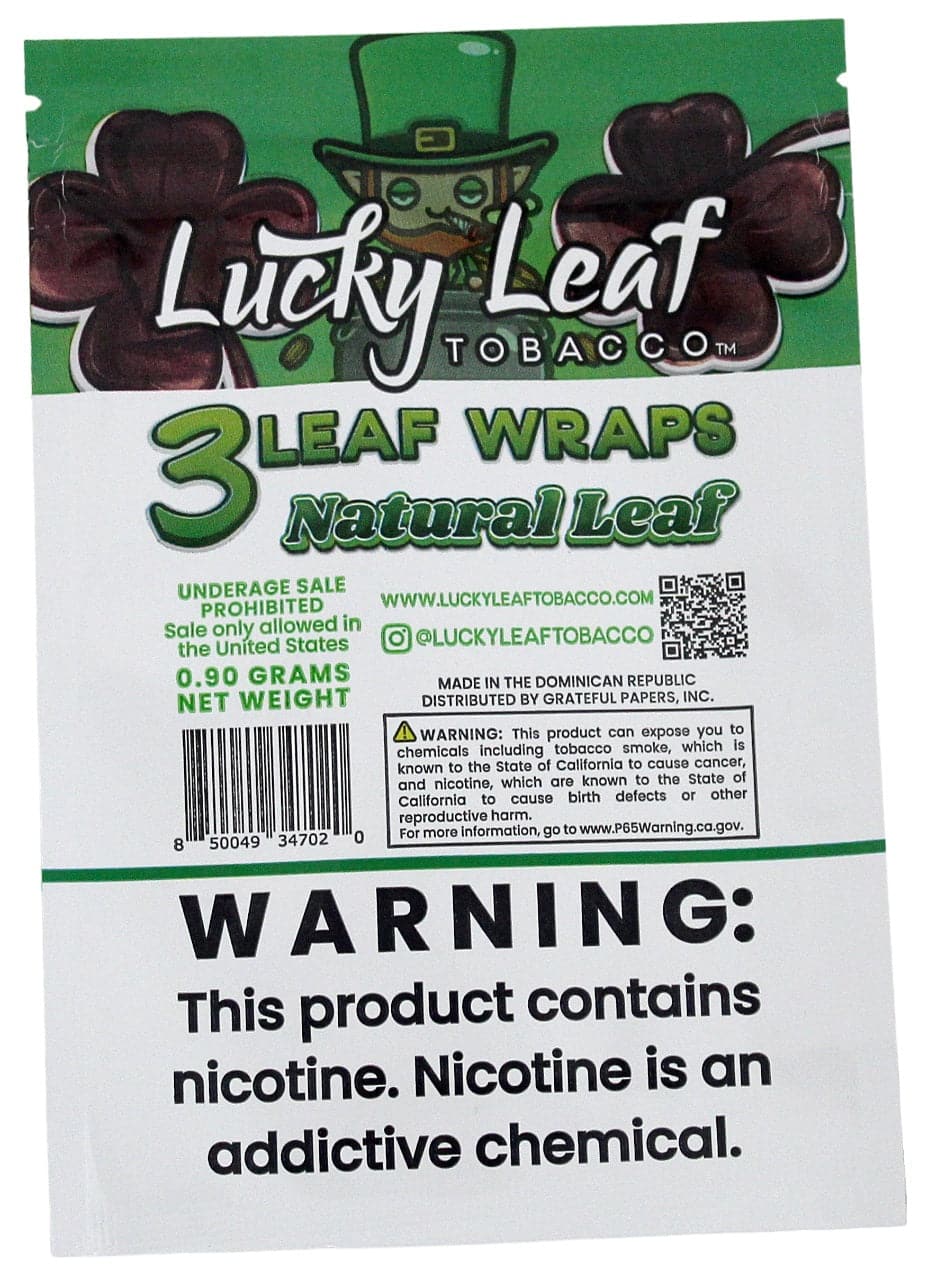 Lucky Leaf
TOBACCO™
3 LEAF WRAPS
Natural Leaf
UNDERAGE SALE
PROHIBITED
Sale only allowed in
the United States
0.90 GRAMS
NET WEIGHT
WWW.LUCKYLEAFTOBACCO.COM
@LUCKYLEAFTOBACCO
MADE IN THE DOMINICAN REPUBLIC
DISTRIBUTED BY GRATEFUL PAPERS, INC.
WARNING: This product can expose you to
chemicals including tobacco smoke, which is
known to the State of California to cause cancer,
and nicotine, which are known to the State of
California to cause birth defects or other
reproductive harm.
For more information, go to www.P65Warning.ca.gov.
8 50049 34702 0
WARNING:
This product contains
nicotine. Nicotine is an
addictive chemical.